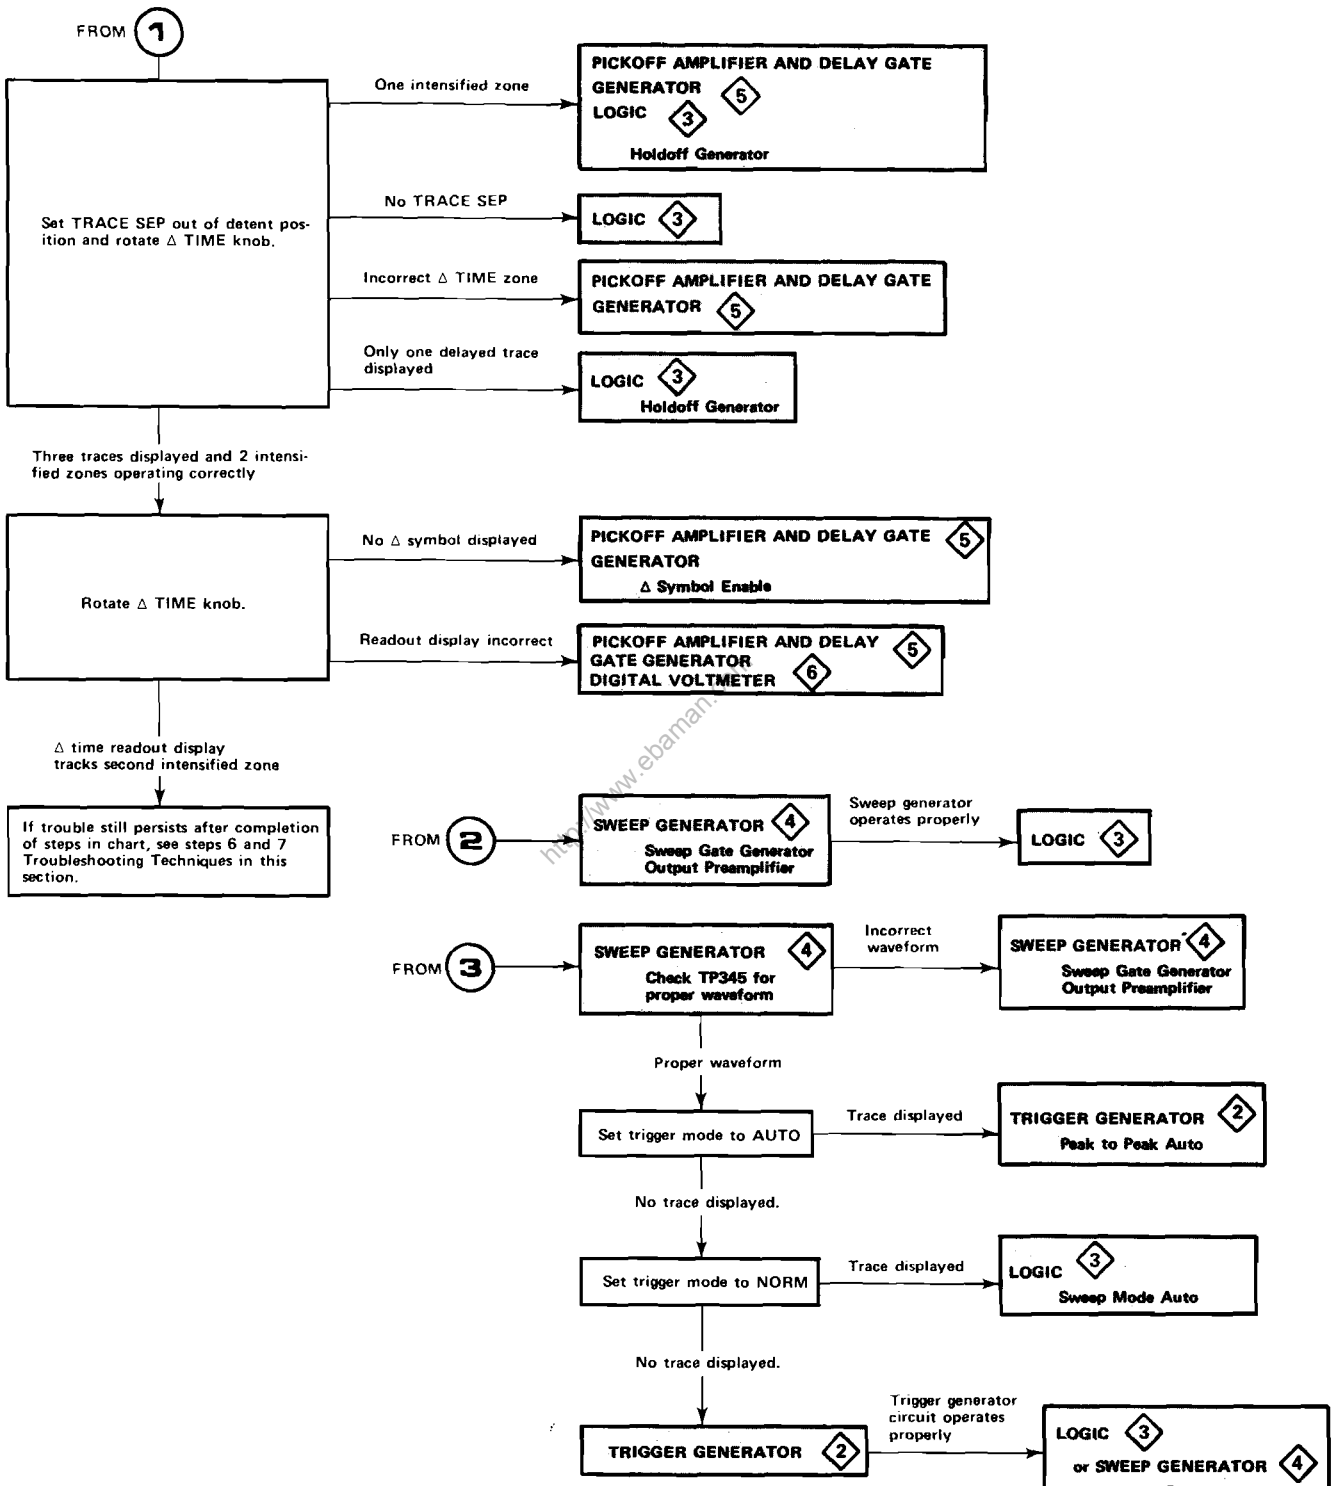 FROM 1
Set TRACE SEP out of detent pos-
ition and rotate Δ TIME knob.
One intensified zone
PICKOFF AMPLIFIER AND DELAY GATE
GENERATOR 5
LOGIC 3
Holdoff Generator
No TRACE SEP
LOGIC 3
Incorrect Δ TIME zone
PICKOFF AMPLIFIER AND DELAY GATE
GENERATOR 5
Only one delayed trace
displayed
LOGIC 3
Holdoff Generator
Three traces displayed and 2 intensi-
fied zones operating correctly
Rotate Δ TIME knob.
No Δ symbol displayed
PICKOFF AMPLIFIER AND DELAY GATE 5
GENERATOR
Δ Symbol Enable
Readout display incorrect
PICKOFF AMPLIFIER AND DELAY 5
GATE GENERATOR
DIGITAL VOLTMETER 6
Δ time readout display
tracks second intensified zone
If trouble still persists after completion
of steps in chart, see steps 6 and 7
Troubleshooting Techniques in this
section.
http://www.ebaman.com
FROM 2
SWEEP GENERATOR 4
Sweep Gate Generator
Output Preamplifier
Sweep generator
operates properly
LOGIC 3
FROM 3
SWEEP GENERATOR 4
Check TP345 for
proper waveform
Incorrect
waveform
SWEEP GENERATOR 4
Sweep Gate Generator
Output Preamplifier
Proper waveform
Set trigger mode to AUTO
Trace displayed
TRIGGER GENERATOR 2
Peak to Peak Auto
No trace displayed.
Set trigger mode to NORM
Trace displayed
LOGIC 3
Sweep Mode Auto
No trace displayed.
TRIGGER GENERATOR 2
Trigger generator
circuit operates
properly
LOGIC 3
or SWEEP GENERATOR 4